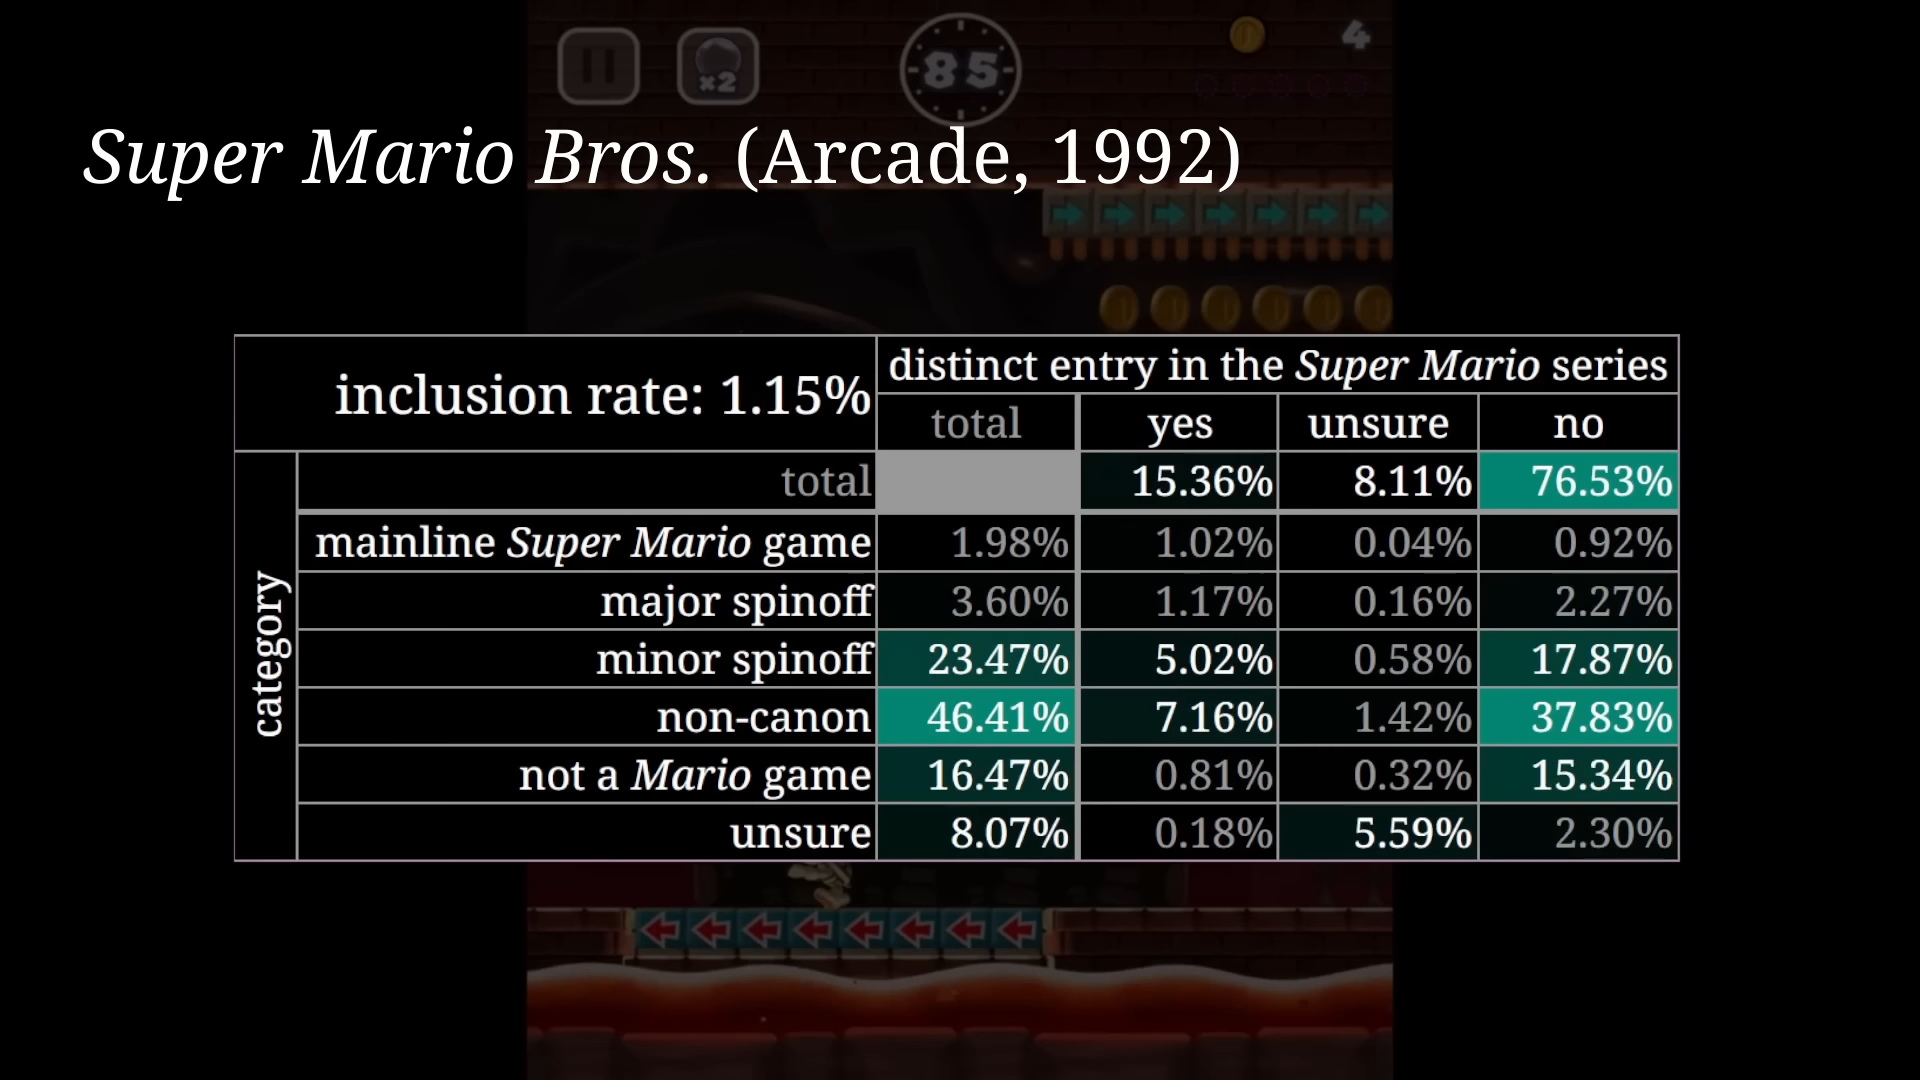 ×2
85
4
Super Mario Bros. (Arcade, 1992)
inclusion rate: 1.15%
distinct entry in the Super Mario series
total yes unsure no
total 15.36% 8.11% 76.53%
category
mainline Super Mario game 1.98% 1.02% 0.04% 0.92%
major spinoff 3.60% 1.17% 0.16% 2.27%
minor spinoff 23.47% 5.02% 0.58% 17.87%
non-canon 46.41% 7.16% 1.42% 37.83%
not a Mario game 16.47% 0.81% 0.32% 15.34%
unsure 8.07% 0.18% 5.59% 2.30%